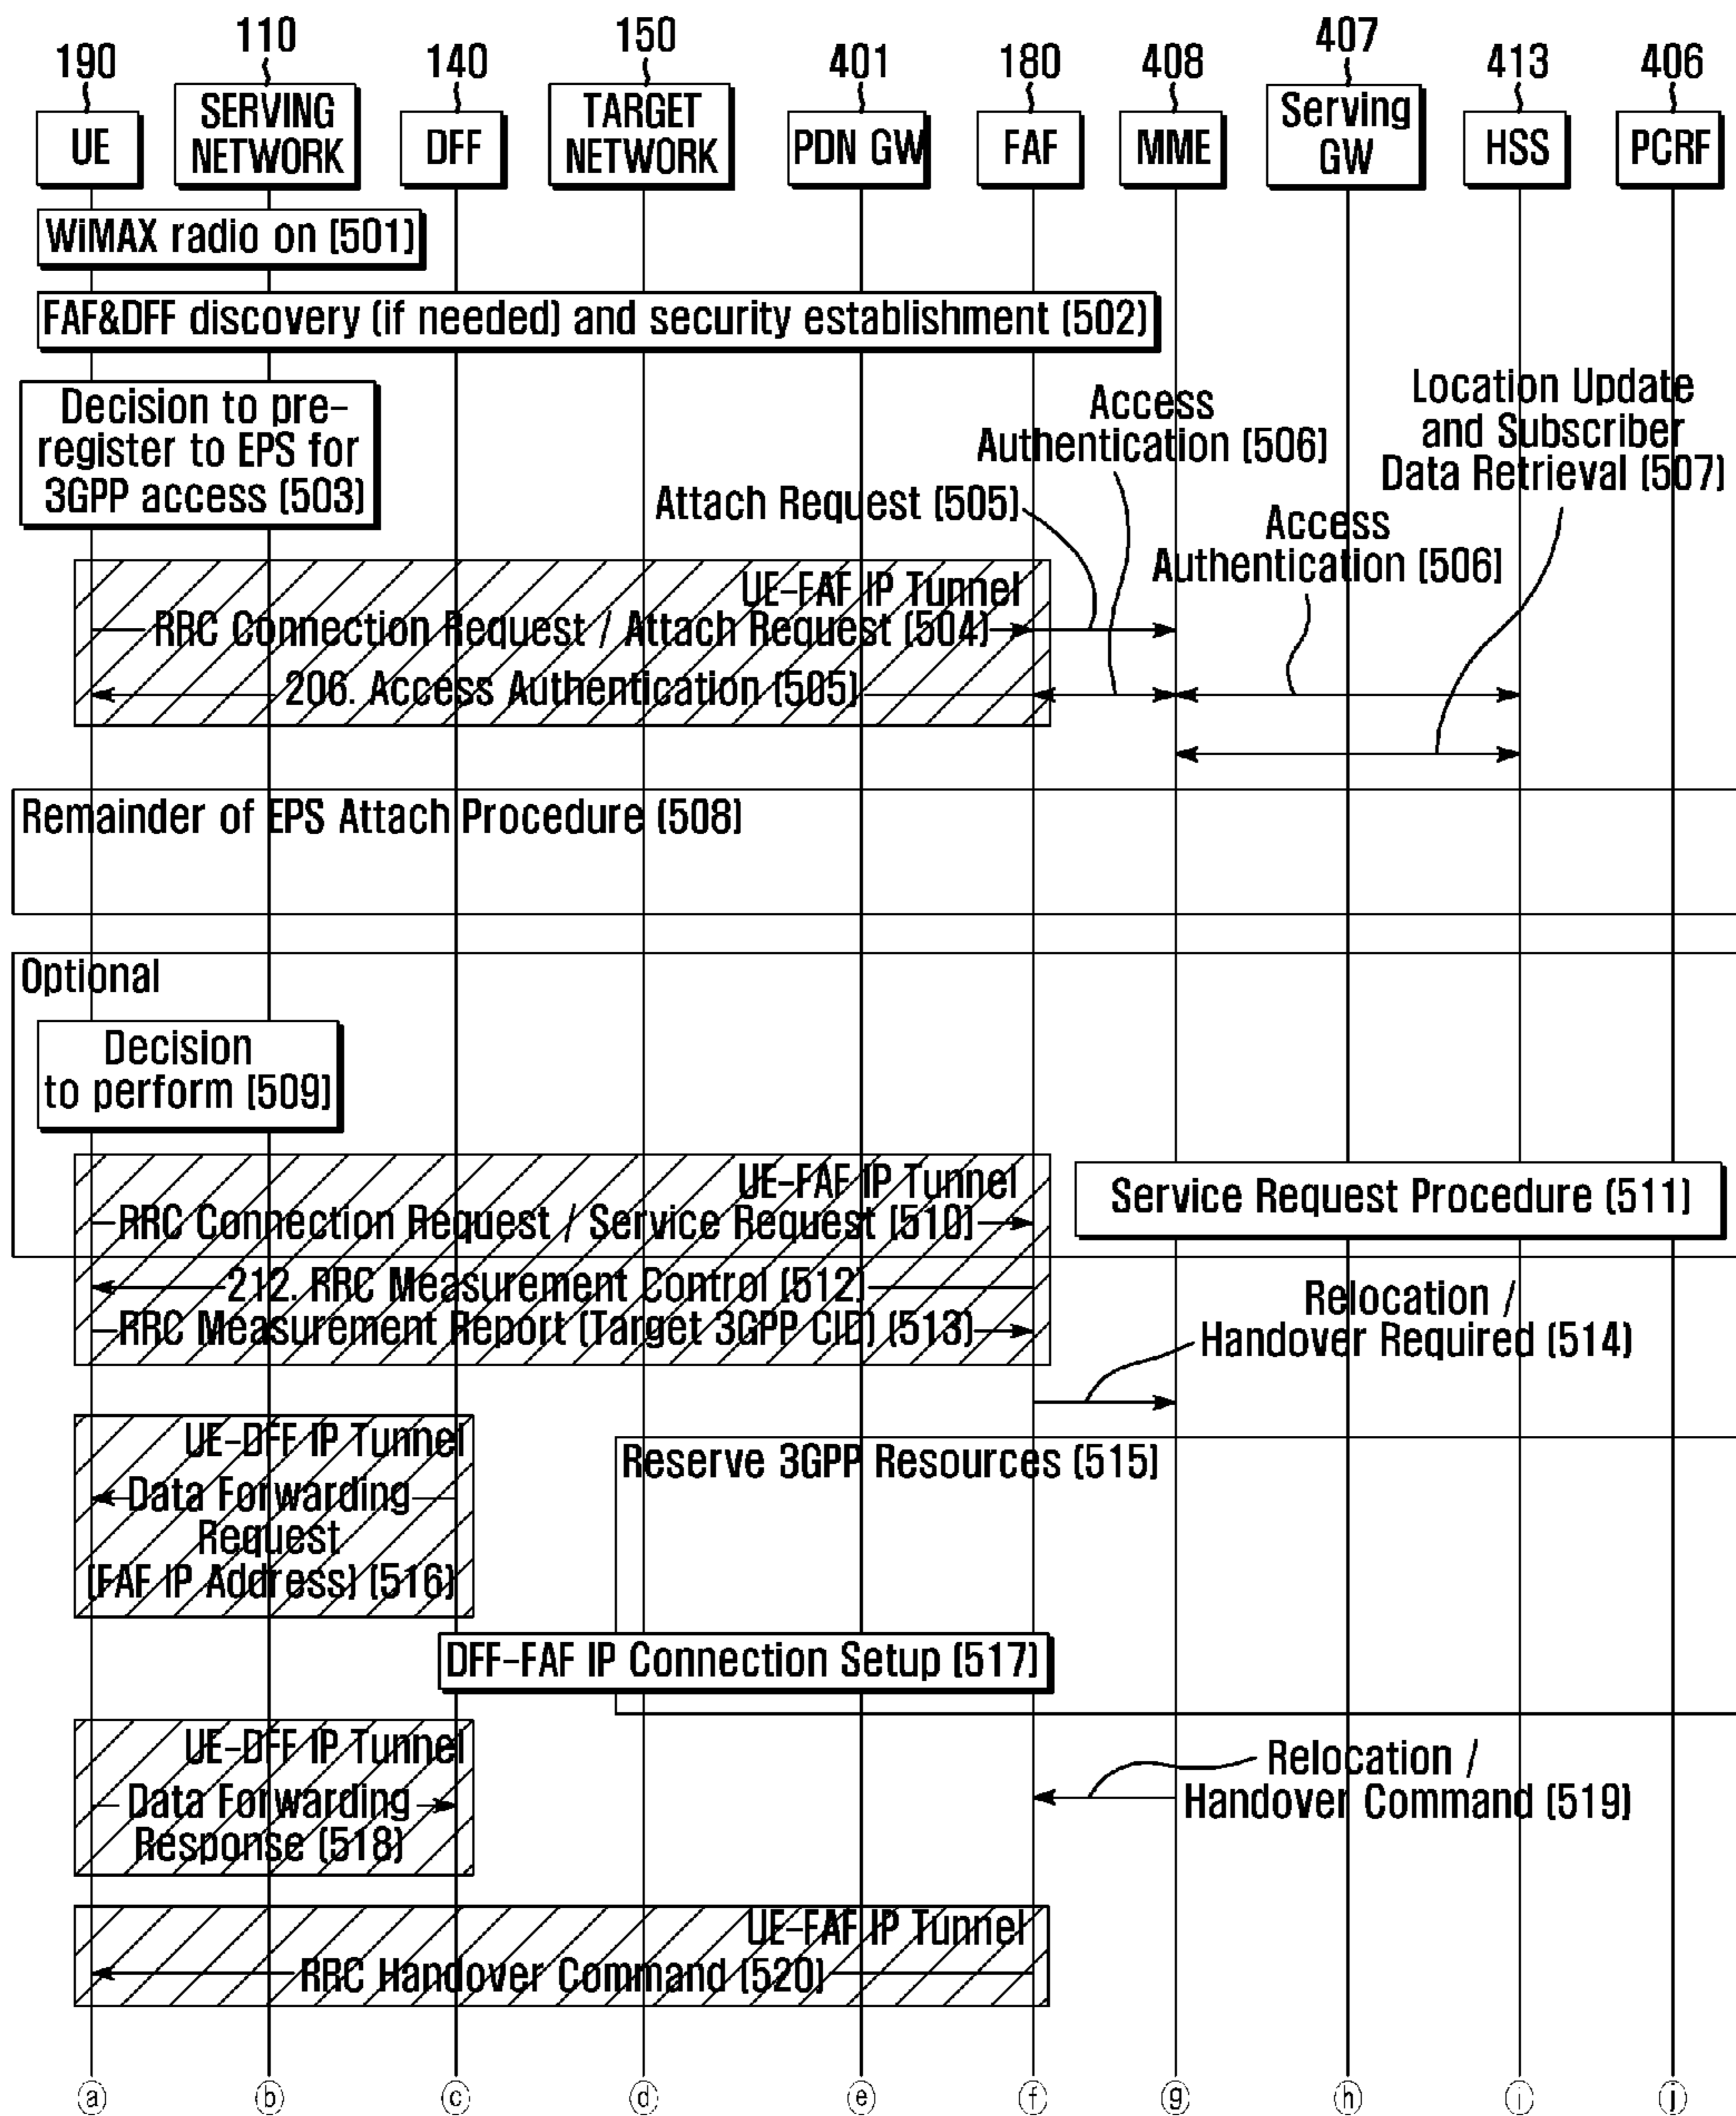 190
110
140
150
401
180
408
407
413
406
UE
SERVING
NETWORK
DFF
TARGET
NETWORK
PDN GW
FAF
MME
Serving
GW
HSS
PCRF
WiMAX radio on (501)
FAF&DFF discovery (if needed) and security establishment (502)
Decision to pre-
register to EPS for
3GPP access (503)
Access
Authentication (506)
Location Update
and Subscriber
Data Retrieval (507)
Attach Request (505)
Access
Authentication (506)
UE-FAF IP Tunnel
RRC Connection Request / Attach Request (504)
206. Access Authentication (505)
Remainder of EPS Attach Procedure (508)
Optional
Decision
to perform (509)
UE-FAF IP Tunnel
RRC Connection Request / Service Request (510)
Service Request Procedure (511)
212. RRC Measurement Control (512)
RRC Measurement Report (Target 3GPP CID) (513)
Relocation /
Handover Required (514)
UE-DFF IP Tunnel
Data Forwarding
Request
(FAF IP Address) (516)
Reserve 3GPP Resources (515)
DFF-FAF IP Connection Setup (517)
UE-DFF IP Tunnel
Data Forwarding
Response (518)
Relocation /
Handover Command (519)
UE-FAF IP Tunnel
RRC Handover Command (520)
ⓐ ⓑ ⓒ ⓓ ⓔ ⓕ ⓖ ⓗ ⓘ ⓙ